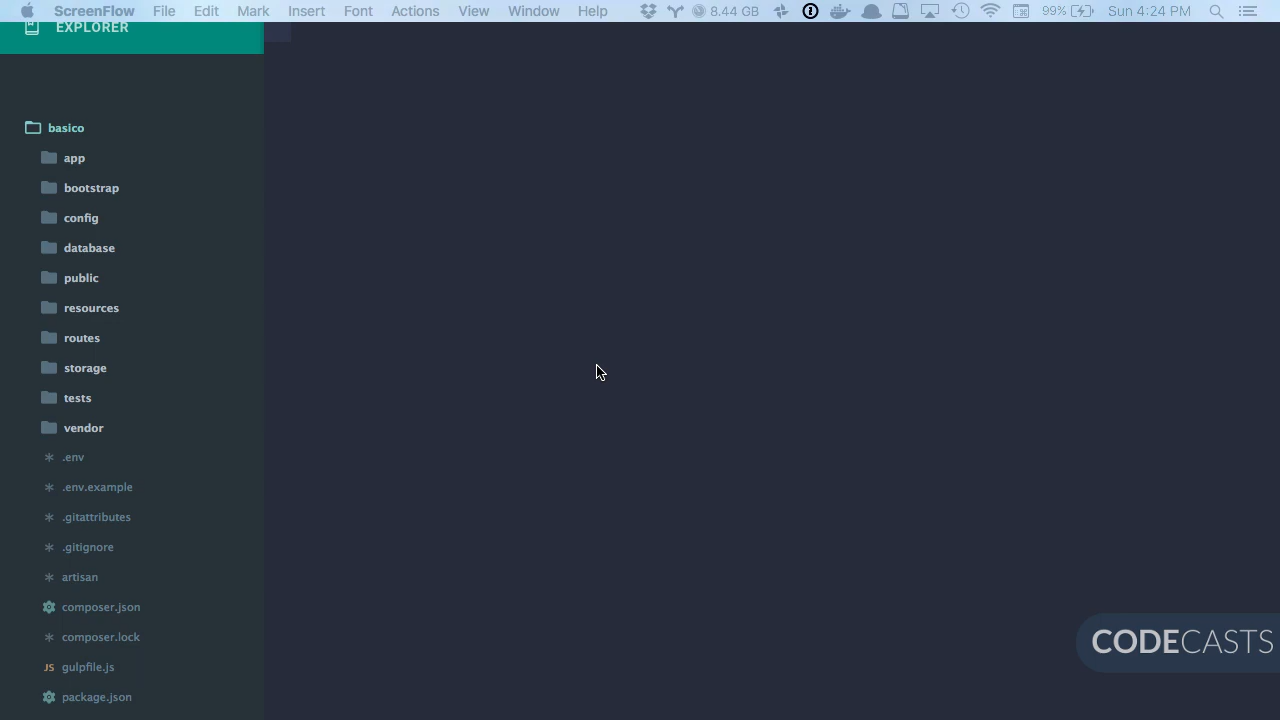 ScreenFlow File Edit Mark Insert Font Actions View Window Help 8.44 GB 99% Sun 4:24 PM
EXPLORER
basico
app
bootstrap
config
database
public
resources
routes
storage
tests
vendor
.env
.env.example
.gitattributes
.gitignore
artisan
composer.json
composer.lock
JS gulpfile.js
package.json
CODECASTS